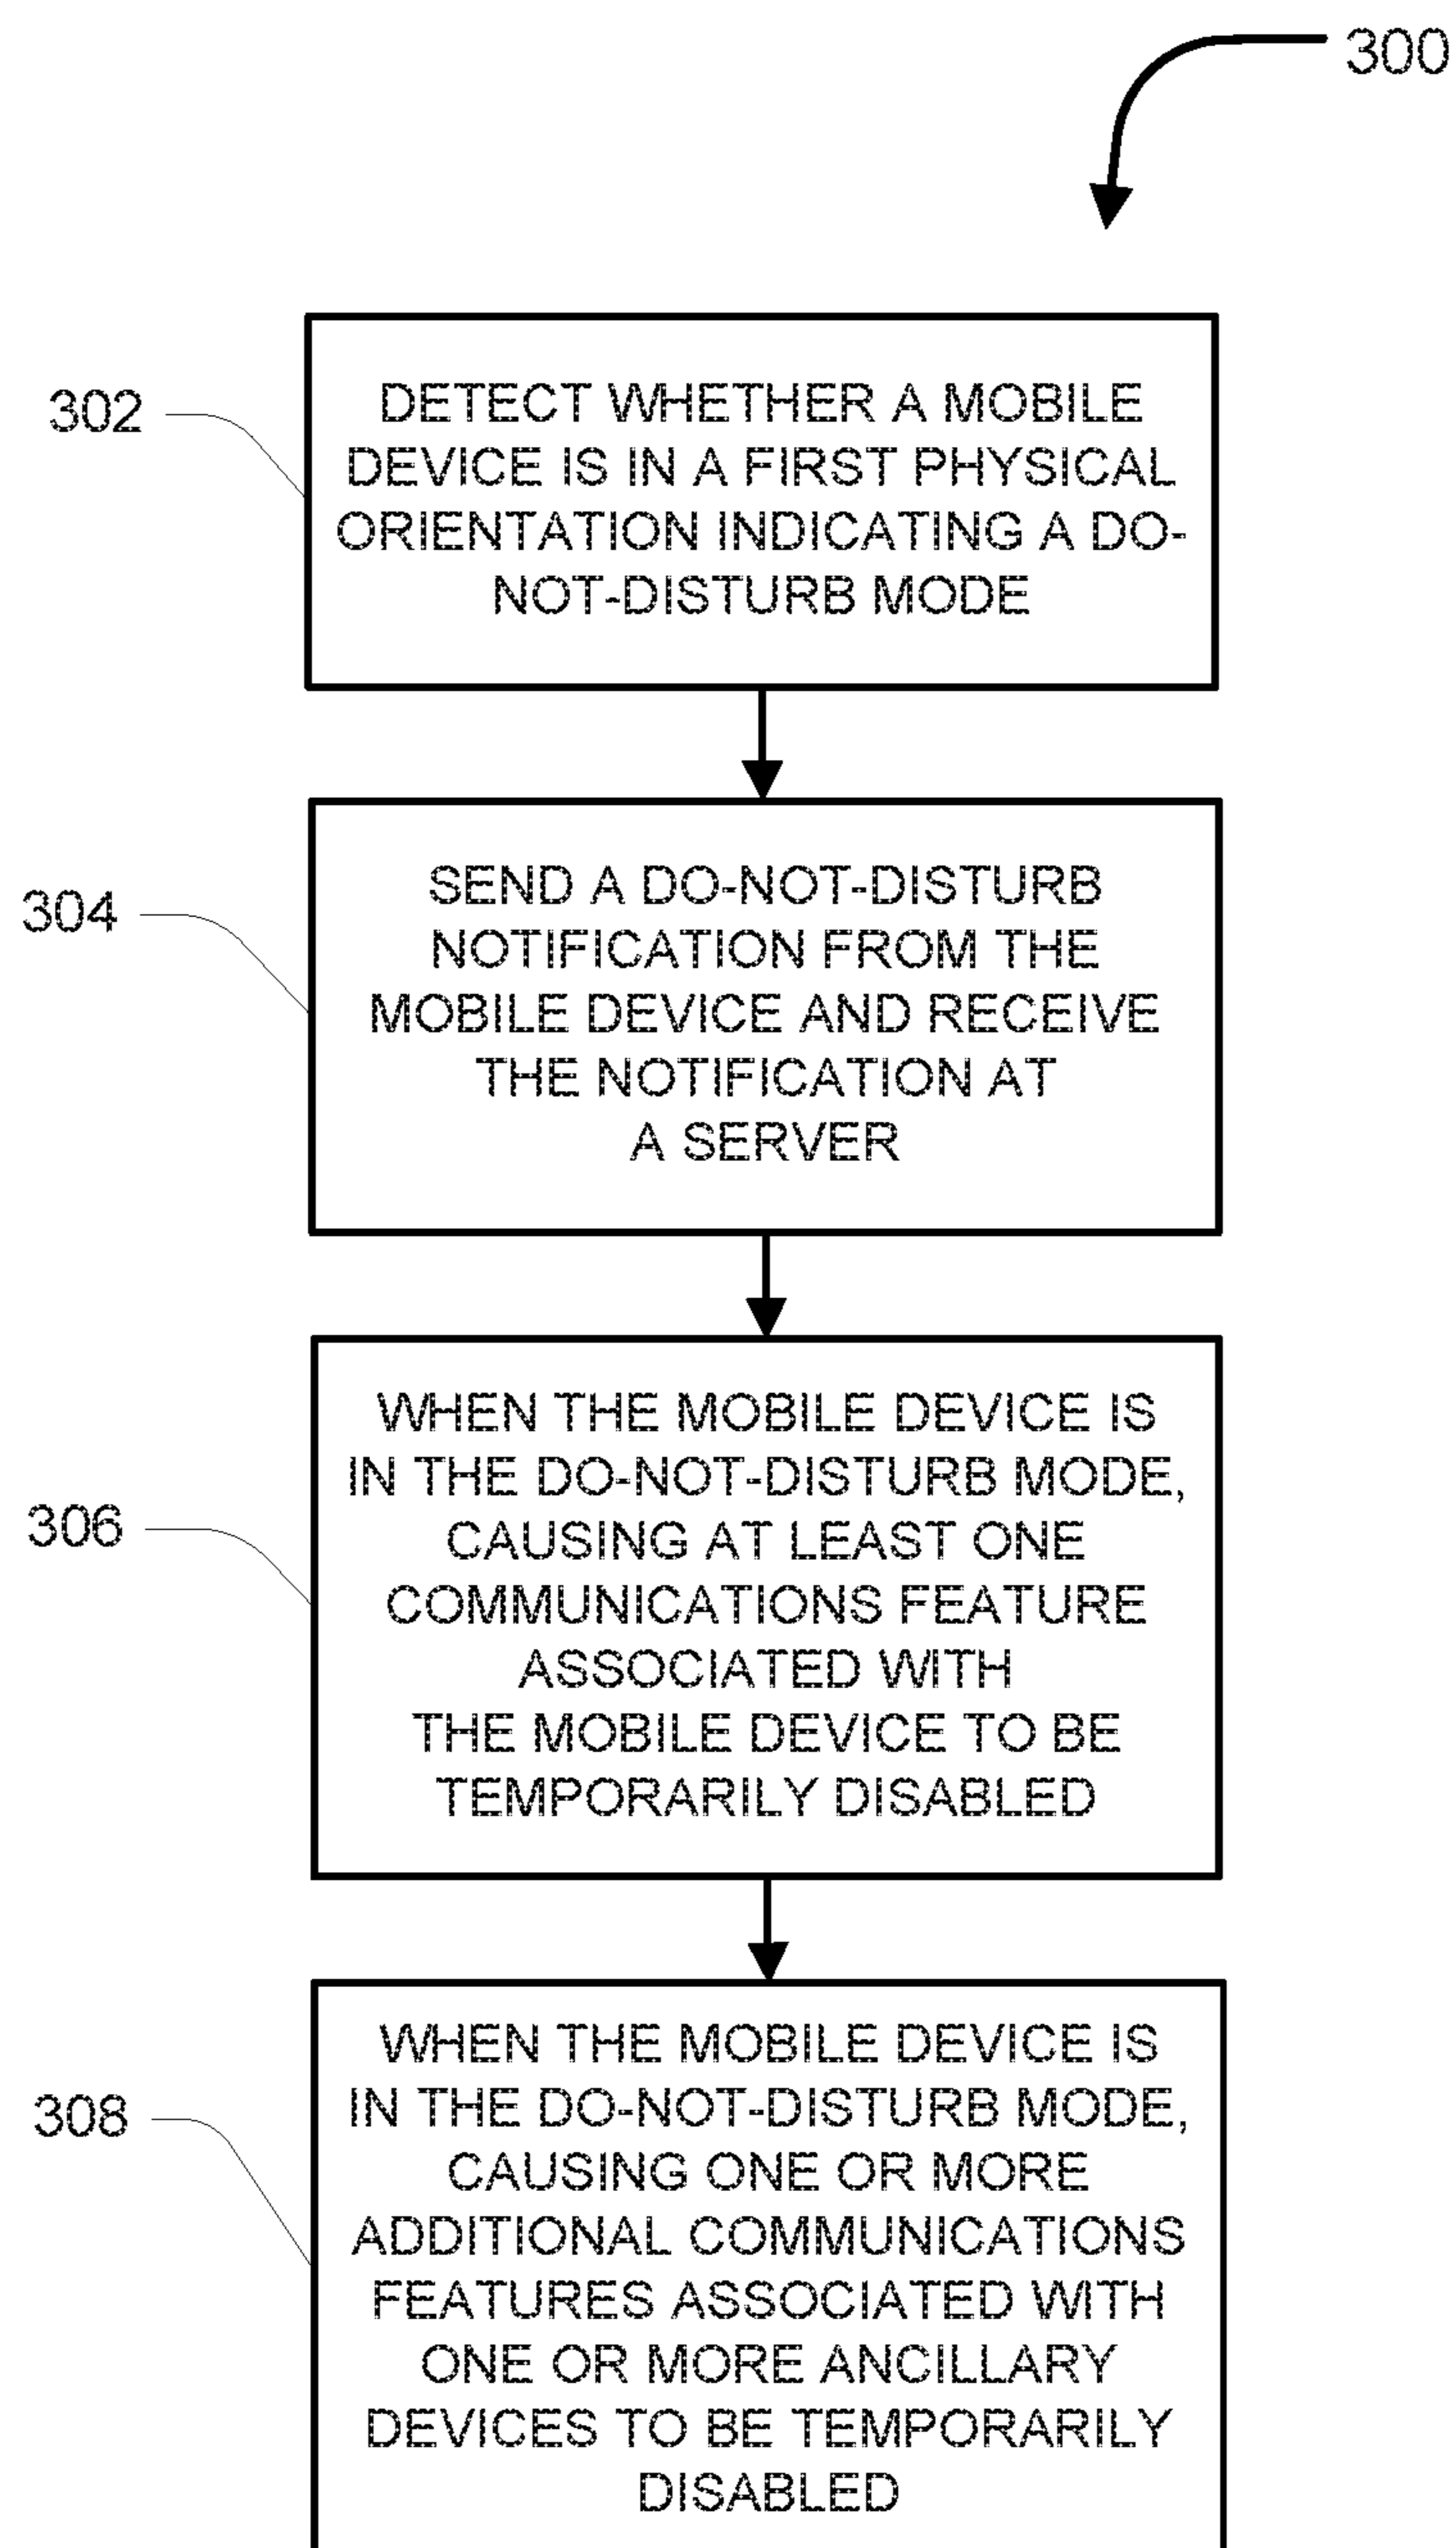 300
302
DETECT WHETHER A MOBILE
DEVICE IS IN A FIRST PHYSICAL
ORIENTATION INDICATING A DO-
NOT-DISTURB MODE
304
SEND A DO-NOT-DISTURB
NOTIFICATION FROM THE
MOBILE DEVICE AND RECEIVE
THE NOTIFICATION AT
A SERVER
306
WHEN THE MOBILE DEVICE IS
IN THE DO-NOT-DISTURB MODE,
CAUSING AT LEAST ONE
COMMUNICATIONS FEATURE
ASSOCIATED WITH
THE MOBILE DEVICE TO BE
TEMPORARILY DISABLED
308
WHEN THE MOBILE DEVICE IS
IN THE DO-NOT-DISTURB MODE,
CAUSING ONE OR MORE
ADDITIONAL COMMUNICATIONS
FEATURES ASSOCIATED WITH
ONE OR MORE ANCILLARY
DEVICES TO BE TEMPORARILY
DISABLED